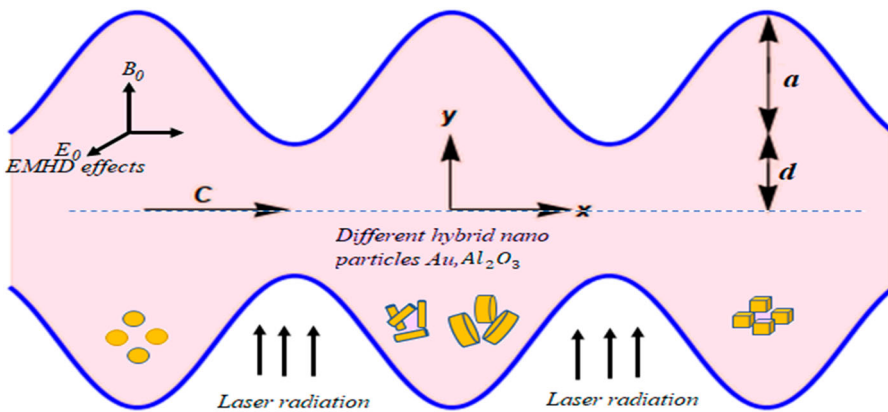 B₀
a
y
E₀
EMHD effects
d
C
x
Different hybrid nano
particles Au,Al₂O₃
Laser radiation
Laser radiation